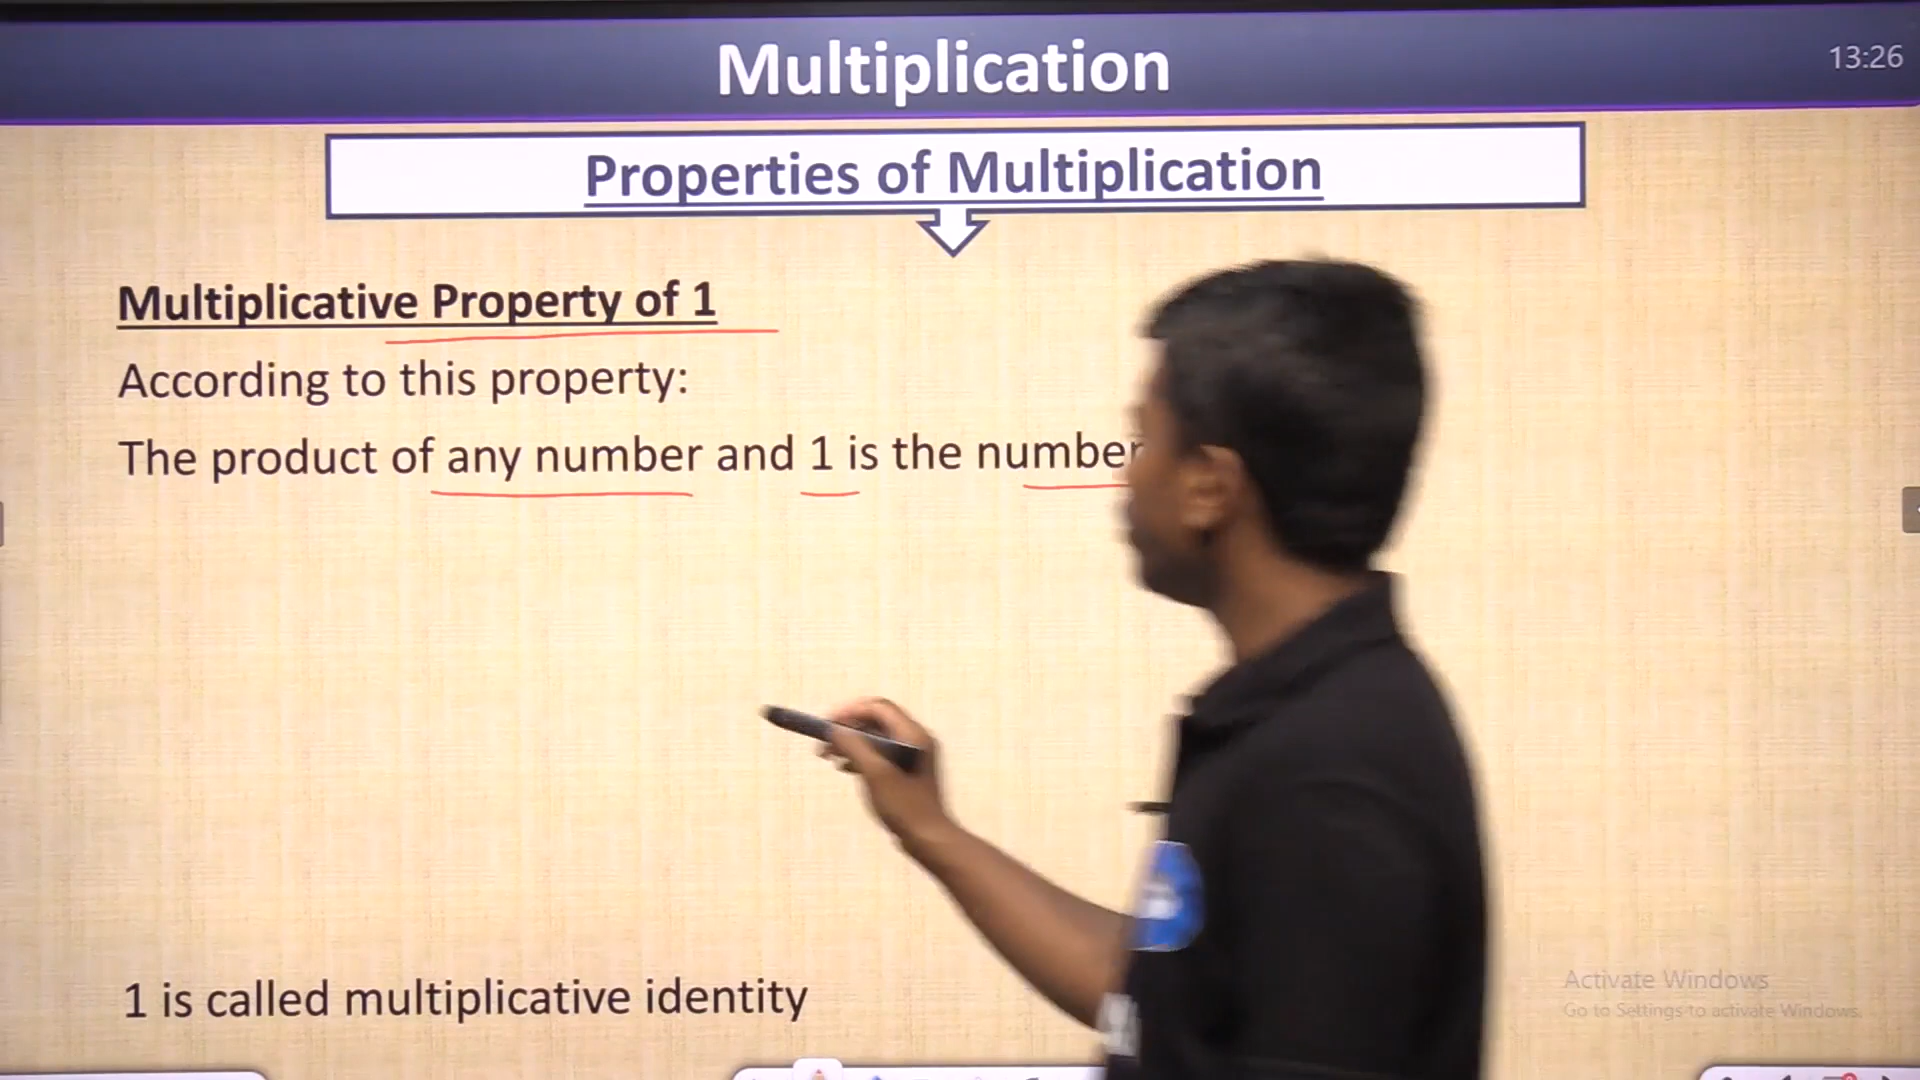 Multiplication
13:26
Properties of Multiplication
Multiplicative Property of 1
According to this property:
The product of any number and 1 is the number
1 is called multiplicative identity
Activate Windows
Go to Settings to activate Windows.